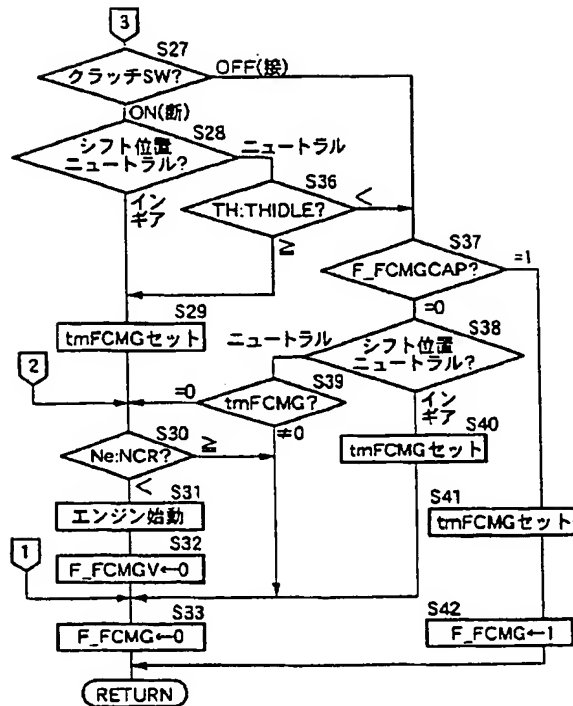 3
S27
クラッチSW?
OFF(接)
ON(断)
S28
シフト位置
ニュートラル?
ニュートラル
S36
TH:THIDLE?
<
イン
ギア
≧
S37
F_FCMGCAP?
=1
=0
S29
tmFCMGセット
ニュートラル
S38
シフト位置
ニュートラル?
2
=0
S39
tmFCMG?
≠0
イン
ギア
S40
tmFCMGセット
S30
Ne:NCR?
≧
<
S31
エンジン始動
S41
tmFCMGセット
1
S32
F_FCMGV←0
S33
F_FCMG←0
S42
F_FCMG←1
RETURN